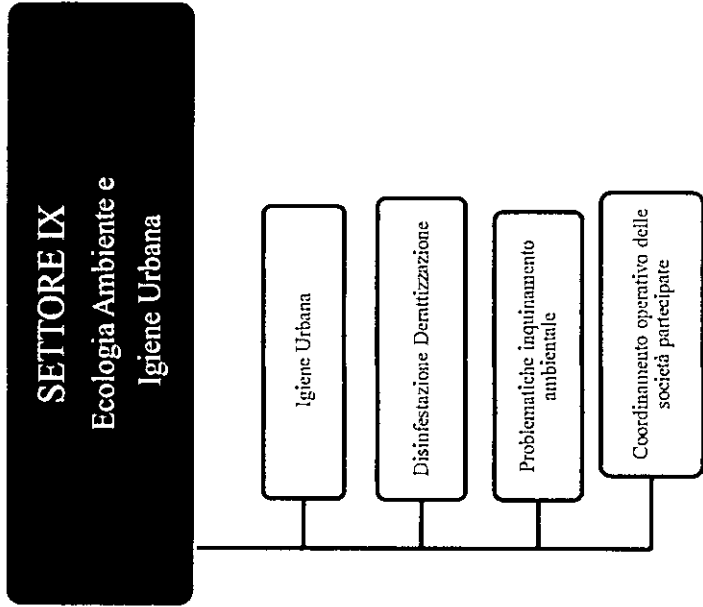 SETTORE IX
Ecologia Ambiente e
Igiene Urbana
Igiene Urbana
Disinfestazione Derattizzazione
Problematiche inquinamento
ambientale
Coordinamento operativo delle
società partecipate